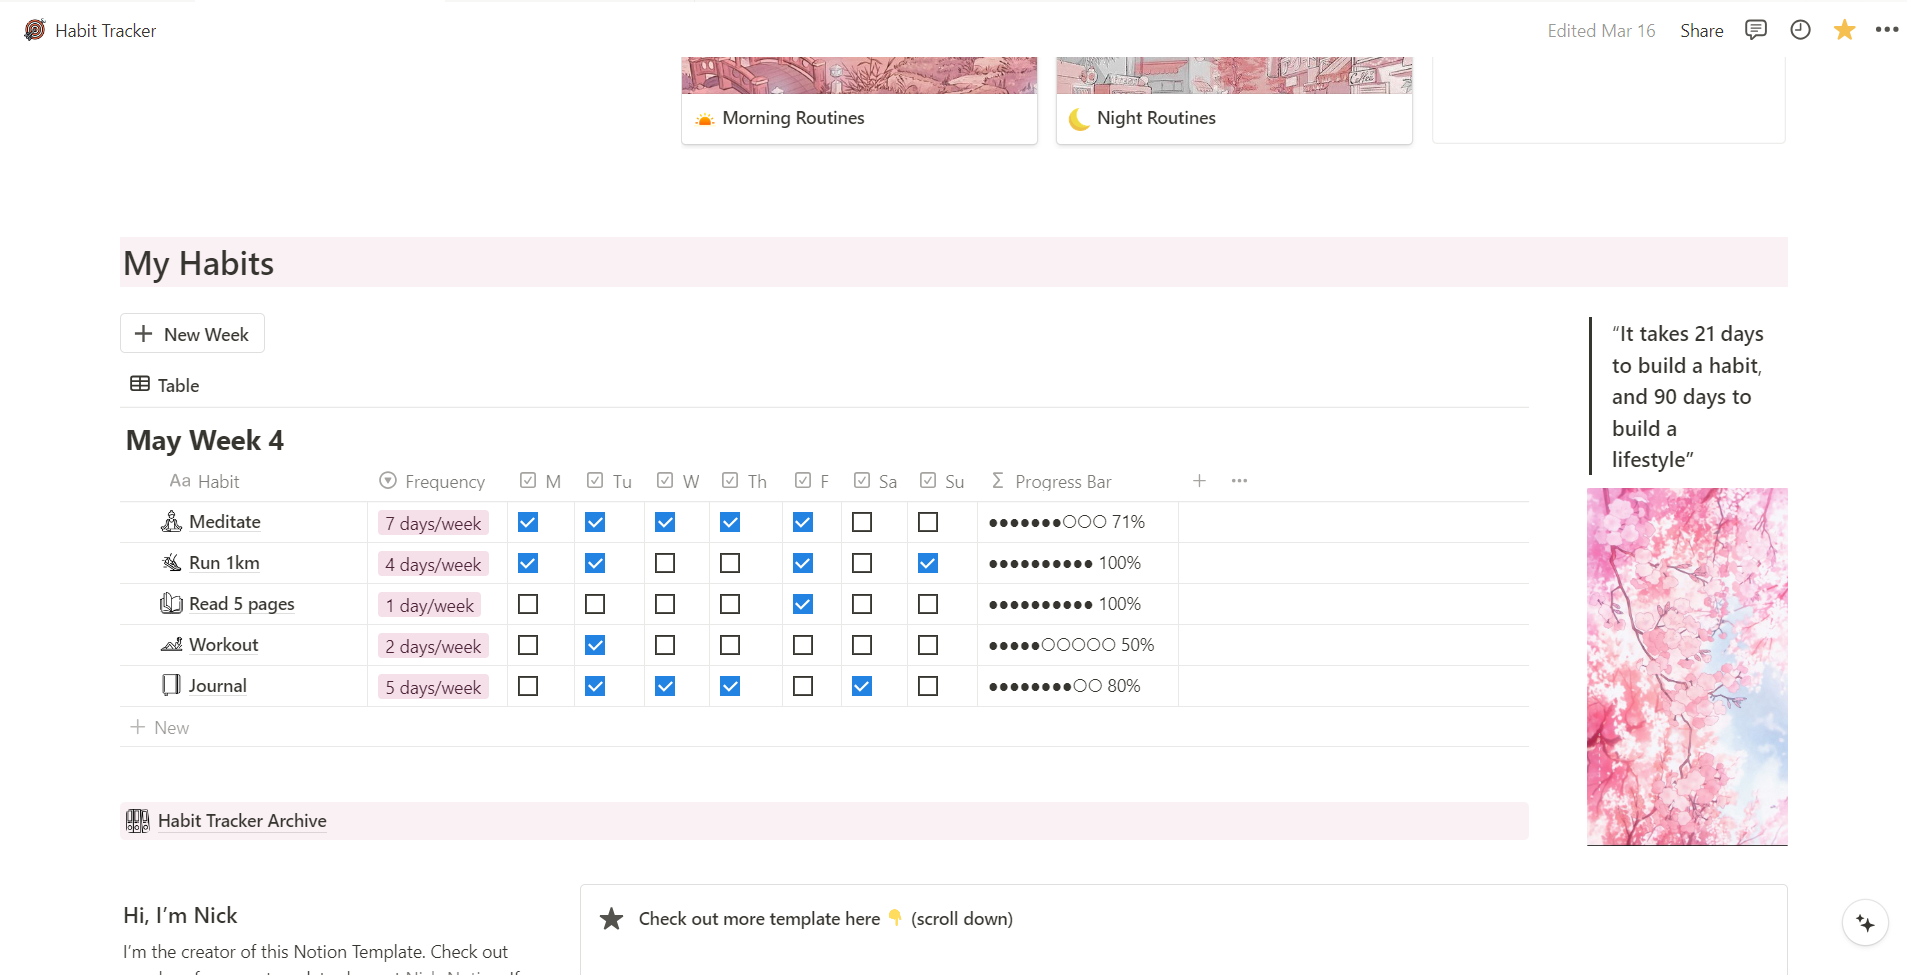 Habit Tracker
Edited Mar 16 Share
Coffee
Morning Routines
Night Routines
My Habits
New Week
Table
“It takes 21 days
to build a habit,
and 90 days to
build a
lifestyle”
May Week 4
Aa Habit Frequency M Tu W Th F Sa Su Σ Progress Bar
Meditate 7 days/week ●●●●●●●○○○ 71%
Run 1km 4 days/week ●●●●●●●●●● 100%
Read 5 pages 1 day/week ●●●●●●●●●● 100%
Workout 2 days/week ●●●●●○○○○○ 50%
Journal 5 days/week ●●●●●●●●○○ 80%
+ New
Habit Tracker Archive
Hi, I’m Nick
I’m the creator of this Notion Template. Check out
Check out more template here 👇 (scroll down)